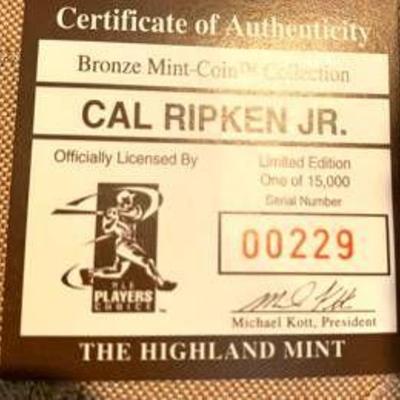 Certificate of Authenticity
Bronze Mint-Coin™ Collection
CAL RIPKEN JR.
Officially Licensed By
Limited Edition
One of 15,000
Serial Number
00229
PLAYERS
CHOICE™
Michael Kott, President
THE HIGHLAND MINT